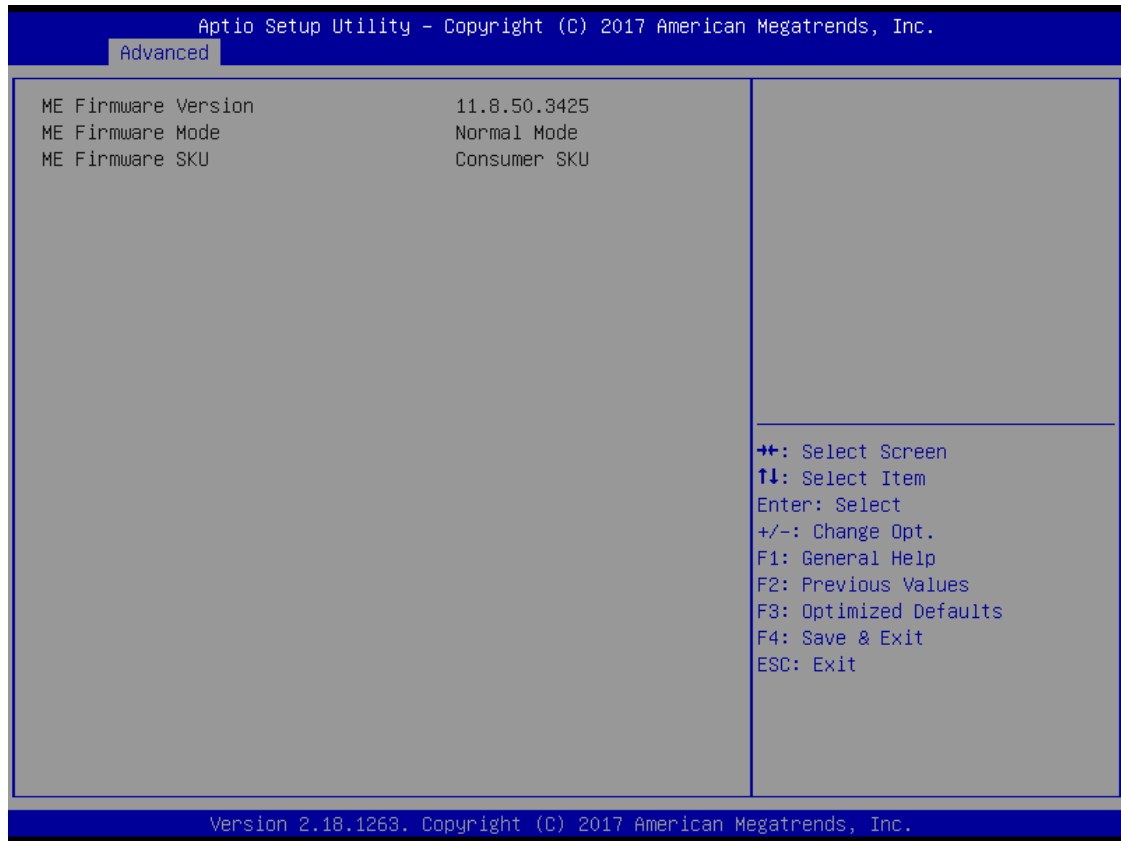 Aptio Setup Utility – Copyright (C) 2017 American Megatrends, Inc.
Advanced
ME Firmware Version 11.8.50.3425
ME Firmware Mode Normal Mode
ME Firmware SKU Consumer SKU
→←: Select Screen
↑↓: Select Item
Enter: Select
+/-: Change Opt.
F1: General Help
F2: Previous Values
F3: Optimized Defaults
F4: Save & Exit
ESC: Exit
Version 2.18.1263. Copyright (C) 2017 American Megatrends, Inc.